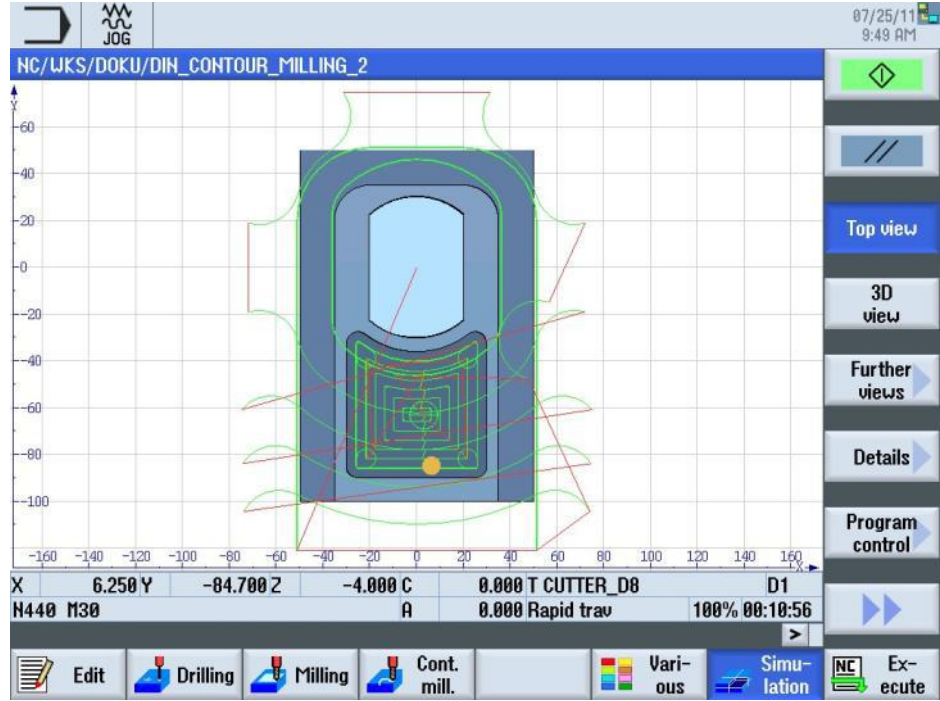 JOG
07/25/11
9:49 AM
NC/WKS/DOKU/DIN_CONTOUR_MILLING_2
Y
60
40
20
0
-20
-40
-60
-80
-100
-160 -140 -120 -100 -80 -60 -40 -20 0 20 40 60 80 100 120 140 160
X
Top view
3D
view
Further
views
Details
Program
control
X 6.250 Y -84.700 Z -4.000 C 0.000 T CUTTER_D8 D1
N440 M30 A 0.000 Rapid trav 100% 00:10:56
>
Edit
Drilling
Milling
Cont.
mill.
Vari-
ous
Simu-
lation
NC
Ex-
ecute